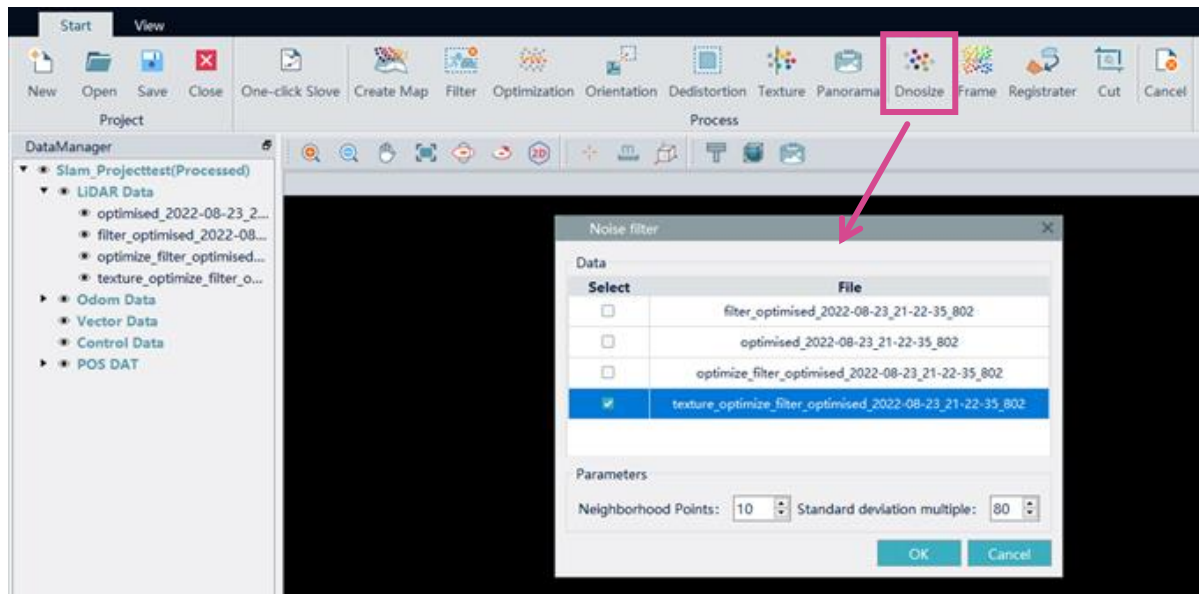 Start View
New Open Save Close One-click Slove Create Map Filter Optimization Orientation Dedistortion Texture Panorama Dnosize Frame Registrater Cut Cancel
Project Process
DataManager
Slam_Projecttest(Processed)
LiDAR Data
optimised_2022-08-23_2...
filter_optimised_2022-08...
optimize_filter_optimised...
texture_optimize_filter_o...
Odom Data
Vector Data
Control Data
POS DAT
2D
Noise filter
Data
Select File
filter_optimised_2022-08-23_21-22-35_802
optimised_2022-08-23_21-22-35_802
optimize_filter_optimised_2022-08-23_21-22-35_802
texture_optimize_filter_optimised_2022-08-23_21-22-35_802
Parameters
Neighborhood Points: 10 Standard deviation multiple: 80
OK Cancel